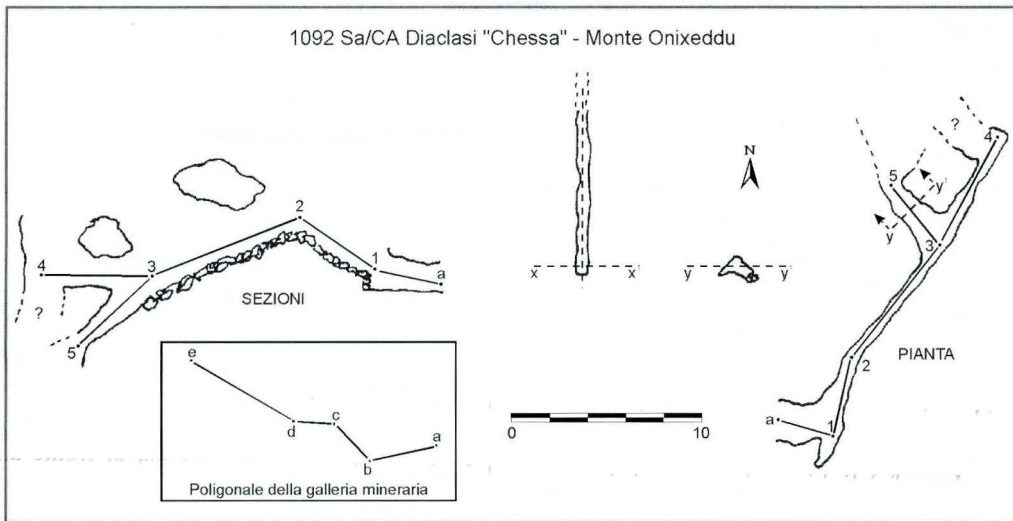 1092 Sa/CA Diaclasi "Chessa" - Monte Onixeddu
4
3
2
1
a
5
?
SEZIONI
x x'
y y'
N
?
4
5
y'
y
3
2
a
1
PIANTA
0 10
e
d
c
b
a
Poligonale della galleria mineraria